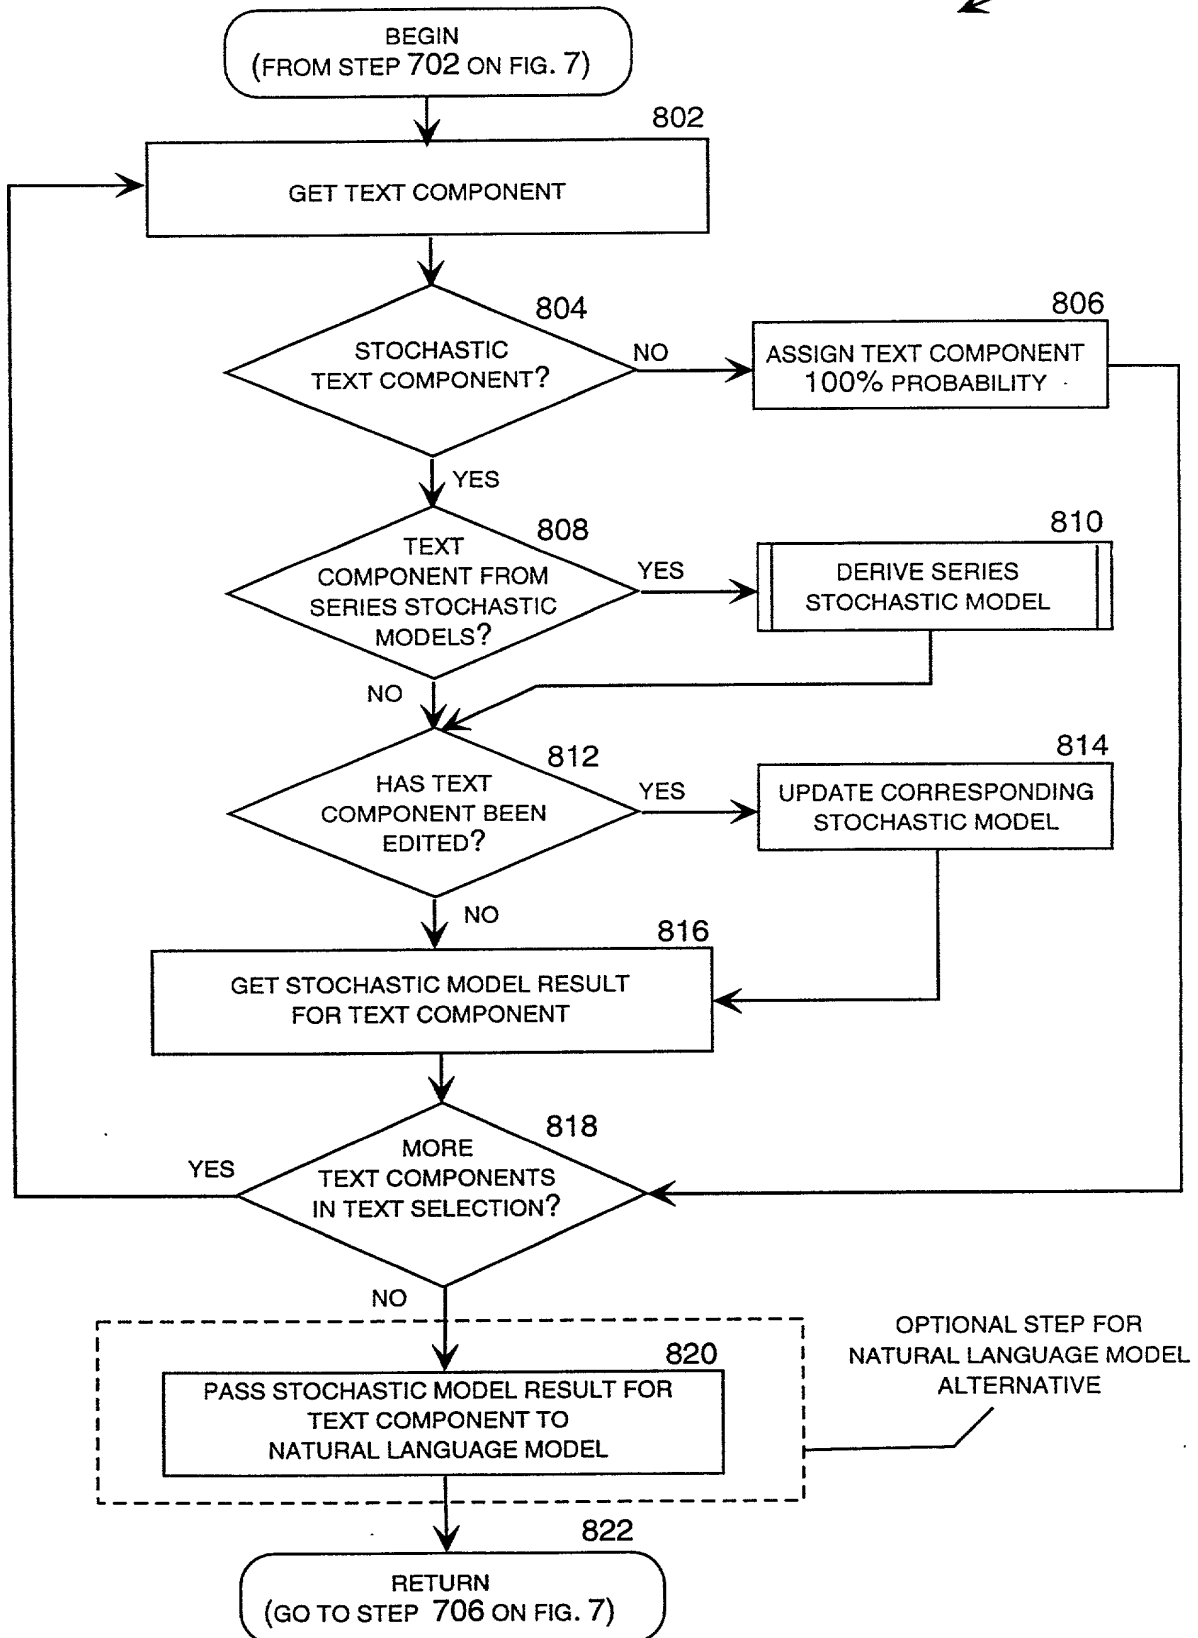 BEGIN
(FROM STEP 702 ON FIG. 7)
802
GET TEXT COMPONENT
804
STOCHASTIC
TEXT COMPONENT?
NO
806
ASSIGN TEXT COMPONENT
100% PROBABILITY
YES
808
TEXT
COMPONENT FROM
SERIES STOCHASTIC
MODELS?
YES
810
DERIVE SERIES
STOCHASTIC MODEL
NO
812
HAS TEXT
COMPONENT BEEN
EDITED?
YES
814
UPDATE CORRESPONDING
STOCHASTIC MODEL
NO
816
GET STOCHASTIC MODEL RESULT
FOR TEXT COMPONENT
818
MORE
TEXT COMPONENTS
IN TEXT SELECTION?
YES
NO
820
PASS STOCHASTIC MODEL RESULT FOR
TEXT COMPONENT TO
NATURAL LANGUAGE MODEL
OPTIONAL STEP FOR
NATURAL LANGUAGE MODEL
ALTERNATIVE
822
RETURN
(GO TO STEP 706 ON FIG. 7)